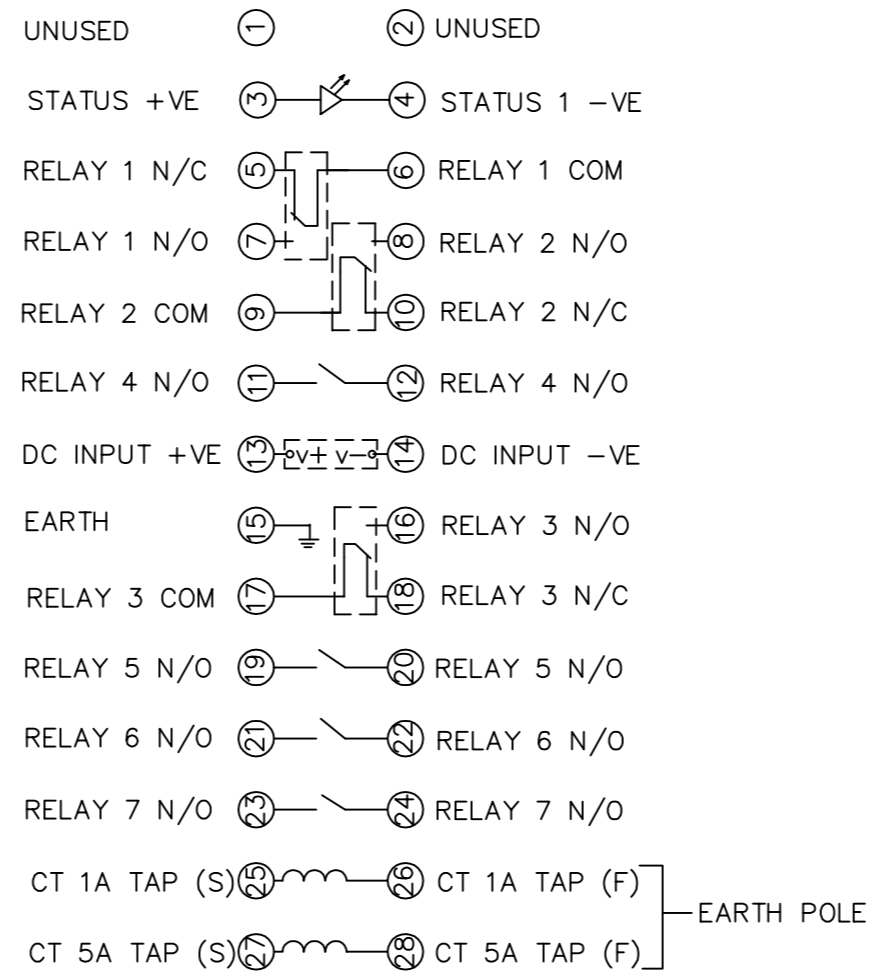 UNUSED 1 2 UNUSED
STATUS +VE 3 4 STATUS 1 −VE
RELAY 1 N/C 5 6 RELAY 1 COM
RELAY 1 N/O 7 8 RELAY 2 N/O
RELAY 2 COM 9 10 RELAY 2 N/C
RELAY 4 N/O 11 12 RELAY 4 N/O
DC INPUT +VE 13 v+ v− 14 DC INPUT −VE
EARTH 15 16 RELAY 3 N/O
RELAY 3 COM 17 18 RELAY 3 N/C
RELAY 5 N/O 19 20 RELAY 5 N/O
RELAY 6 N/O 21 22 RELAY 6 N/O
RELAY 7 N/O 23 24 RELAY 7 N/O
CT 1A TAP (S) 25 26 CT 1A TAP (F)
EARTH POLE
CT 5A TAP (S) 27 28 CT 5A TAP (F)